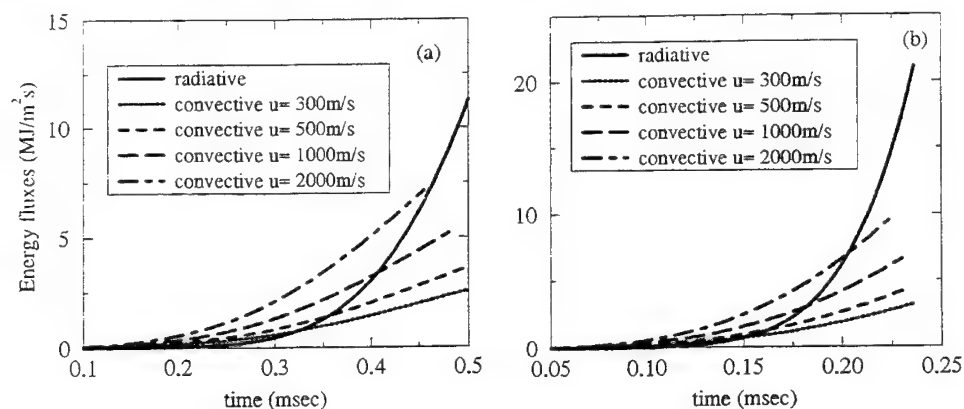 15
10
5
0
Energy fluxes (MJ/m²s)
(a)
radiative
convective u= 300m/s
convective u= 500m/s
convective u= 1000m/s
convective u= 2000m/s
0.1 0.2 0.3 0.4 0.5
time (msec)
20
10
0
(b)
radiative
convective u= 300m/s
convective u= 500m/s
convective u= 1000m/s
convective u= 2000m/s
0.05 0.10 0.15 0.20 0.25
time (msec)